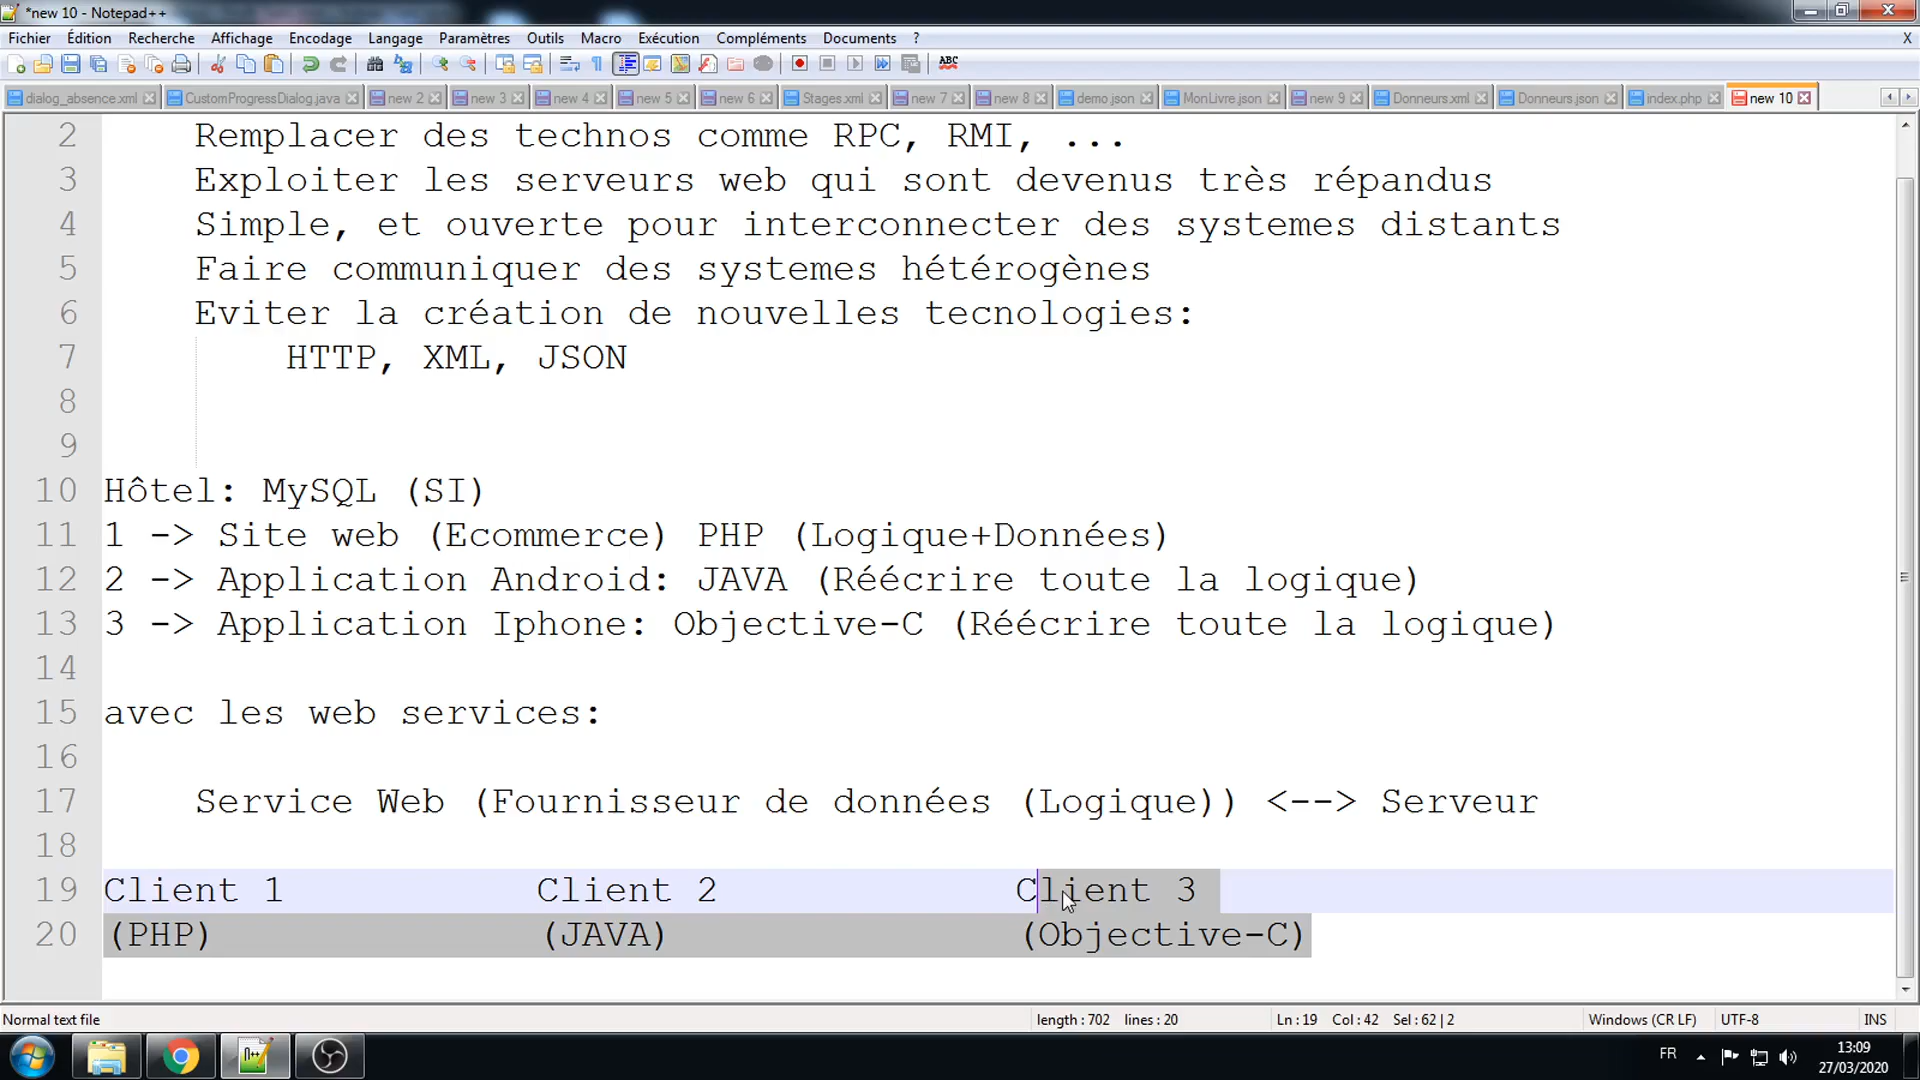 *new 10 - Notepad++
Fichier Édition Recherche Affichage Encodage Langage Paramètres Outils Macro Exécution Compléments Documents ? X
ABC
dialog_absence.xml CustomProgressDialog.java new 2 new 3 new 4 new 5 new 6 Stages.xml new 7 new 8 demo.json MonLivre.json new 9 Donneurs.xml Donneurs.json index.php new 10
2 Remplacer des technos comme RPC, RMI, ...
3 Exploiter les serveurs web qui sont devenus très répandus
4 Simple, et ouverte pour interconnecter des systemes distants
5 Faire communiquer des systemes hétérogènes
6 Eviter la création de nouvelles tecnologies:
7 HTTP, XML, JSON
8
9
10 Hôtel: MySQL (SI)
11 1 -> Site web (Ecommerce) PHP (Logique+Données)
12 2 -> Application Android: JAVA (Réécrire toute la logique)
13 3 -> Application Iphone: Objective-C (Réécrire toute la logique)
14
15 avec les web services:
16
17 Service Web (Fournisseur de données (Logique)) <--> Serveur
18
19 Client 1 Client 2 Client 3
20 (PHP) (JAVA) (Objective-C)
Normal text file length : 702 lines : 20 Ln : 19 Col : 42 Sel : 62 | 2 Windows (CR LF) UTF-8 INS
FR 13:09
27/03/2020